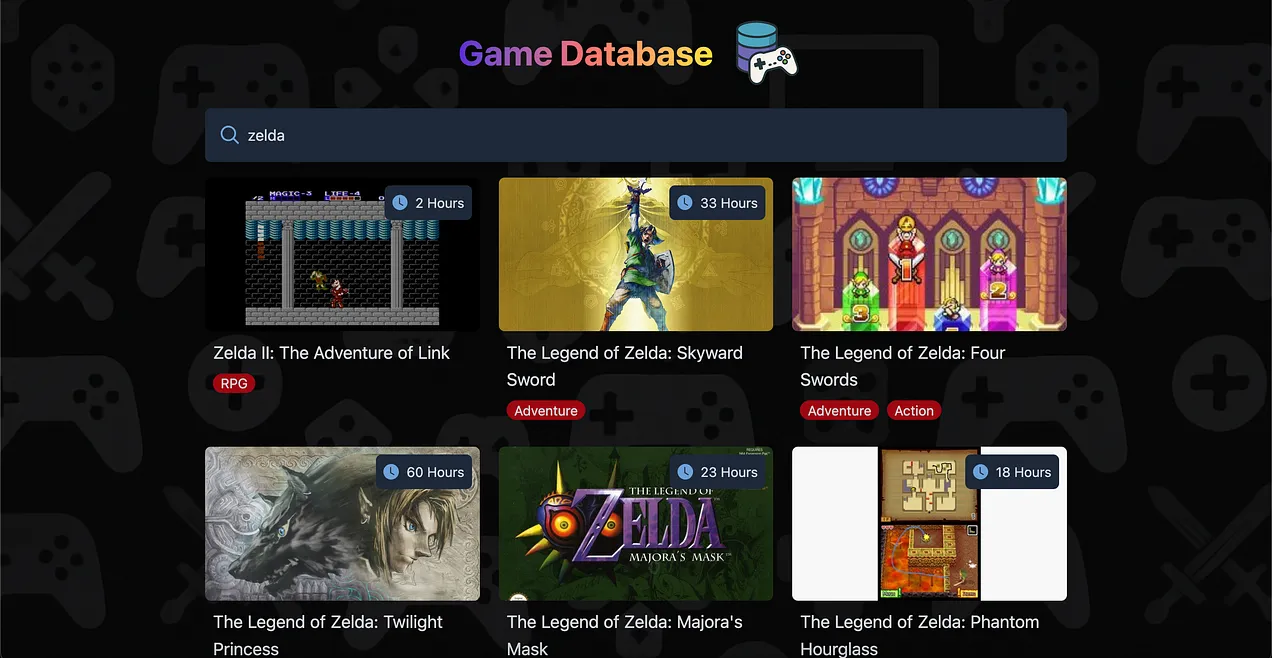 Game Database
zelda
MAGIC-3 LIFE-4
2 Hours
33 Hours
1
2
3
Zelda II: The Adventure of Link
The Legend of Zelda: Skyward
Sword
The Legend of Zelda: Four
Swords
RPG
Adventure
Adventure
Action
60 Hours
23 Hours
18 Hours
THE LEGEND OF
ZELDA
MAJORA'S MASK
The Legend of Zelda: Twilight
Princess
The Legend of Zelda: Majora's
Mask
The Legend of Zelda: Phantom
Hourglass